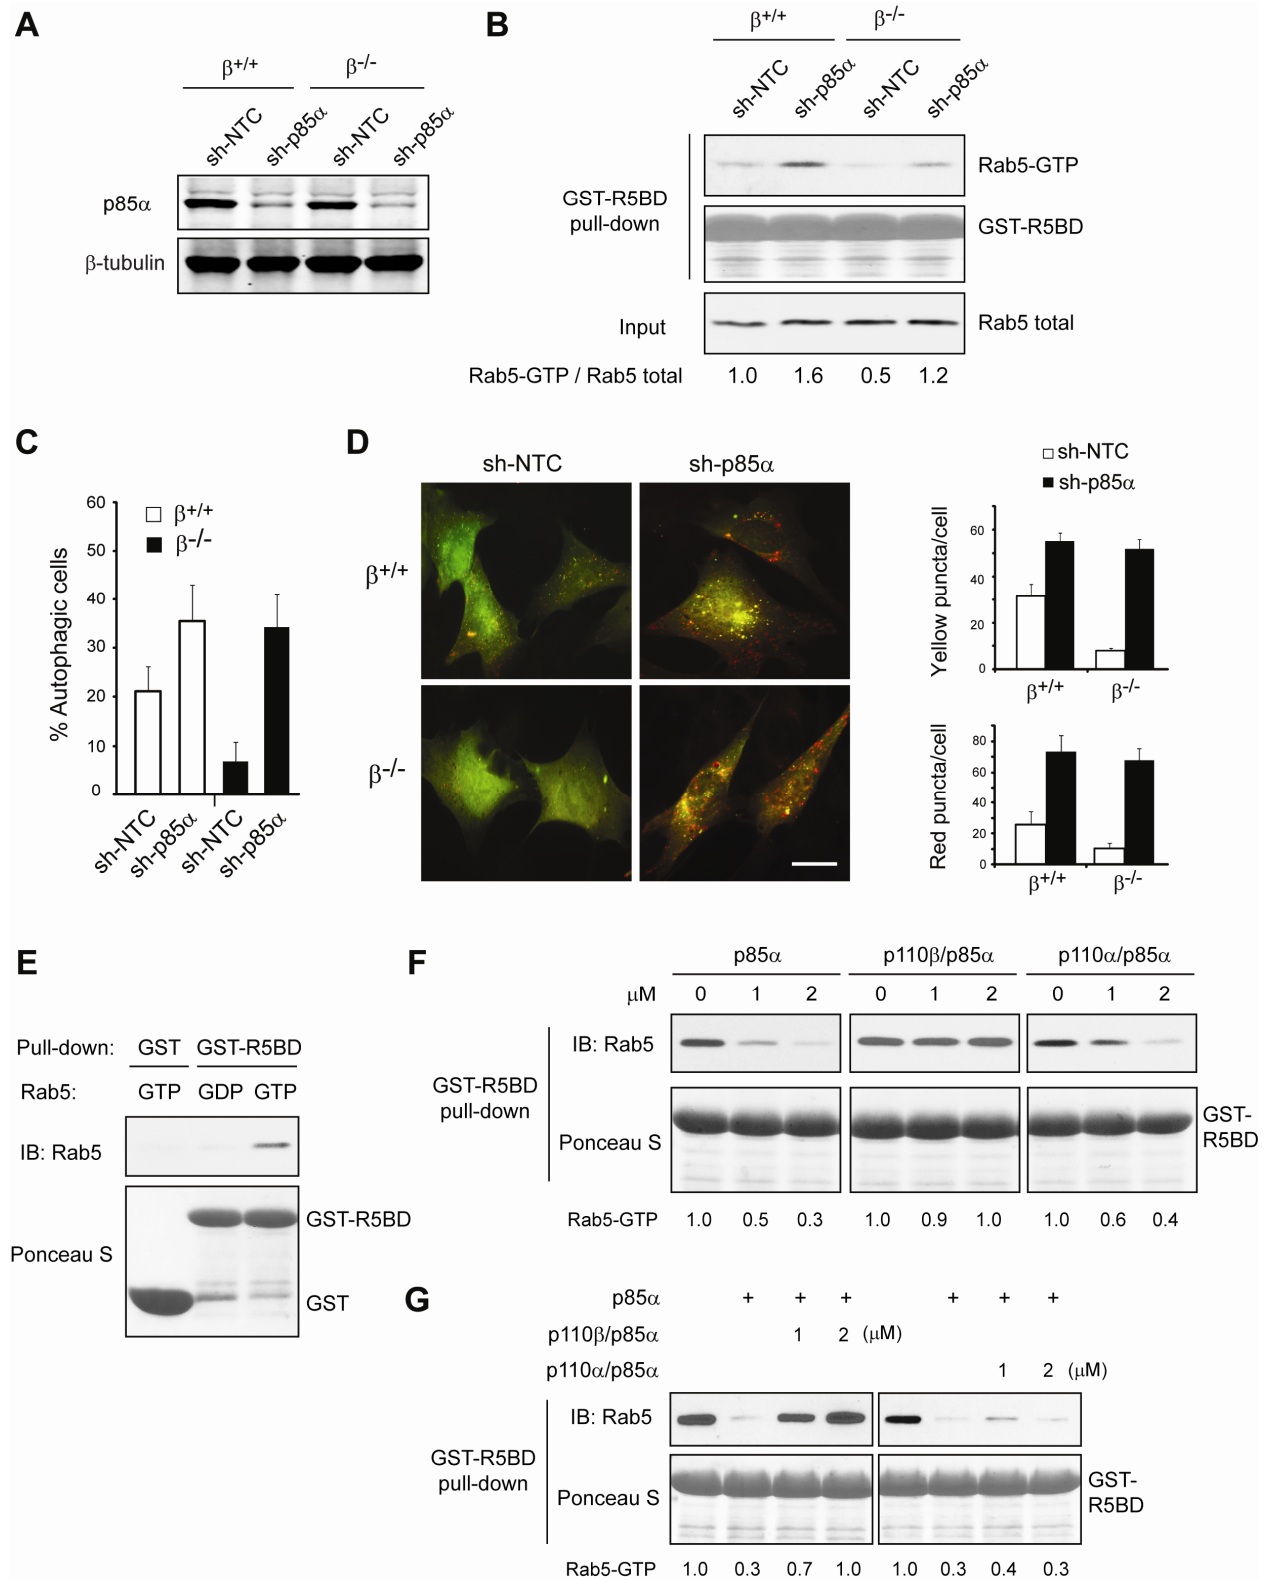 A
β+/+ β-/-
sh-NTC sh-p85α sh-NTC sh-p85α
p85α
β-tubulin
B
β+/+ β-/-
sh-NTC sh-p85α sh-NTC sh-p85α
GST-R5BD
pull-down
Rab5-GTP
GST-R5BD
Input
Rab5 total
Rab5-GTP / Rab5 total 1.0 1.6 0.5 1.2
C
β+/+
β-/-
% Autophagic cells
60
50
40
30
20
10
0
sh-NTC sh-p85α sh-NTC sh-p85α
D
sh-NTC sh-p85α
β+/+
β-/-
sh-NTC
sh-p85α
Yellow puncta/cell
60
40
20
0
β+/+ β-/-
Red puncta/cell
80
60
40
20
0
β+/+ β-/-
E
Pull-down: GST GST-R5BD
Rab5: GTP GDP GTP
IB: Rab5
Ponceau S
GST-R5BD
GST
F
p85α p110β/p85α p110α/p85α
μM 0 1 2 0 1 2 0 1 2
GST-R5BD
pull-down
IB: Rab5
Ponceau S
GST-
R5BD
Rab5-GTP 1.0 0.5 0.3 1.0 0.9 1.0 1.0 0.6 0.4
G
p85α + + + + + +
p110β/p85α 1 2 (μM)
p110α/p85α 1 2 (μM)
GST-R5BD
pull-down
IB: Rab5
Ponceau S
GST-
R5BD
Rab5-GTP 1.0 0.3 0.7 1.0 1.0 0.3 0.4 0.3